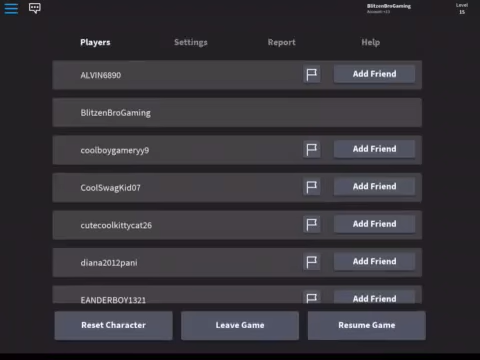 BlitzenBroGaming
Level
15
Players Settings Report Help
ALVIN6890 Add Friend
BlitzenBroGaming
coolboygameryy9 Add Friend
CoolSwagKid07 Add Friend
cutecoolkittycat26 Add Friend
diana2012pani Add Friend
EANDERBOY1321 Add Friend
Reset Character Leave Game Resume Game